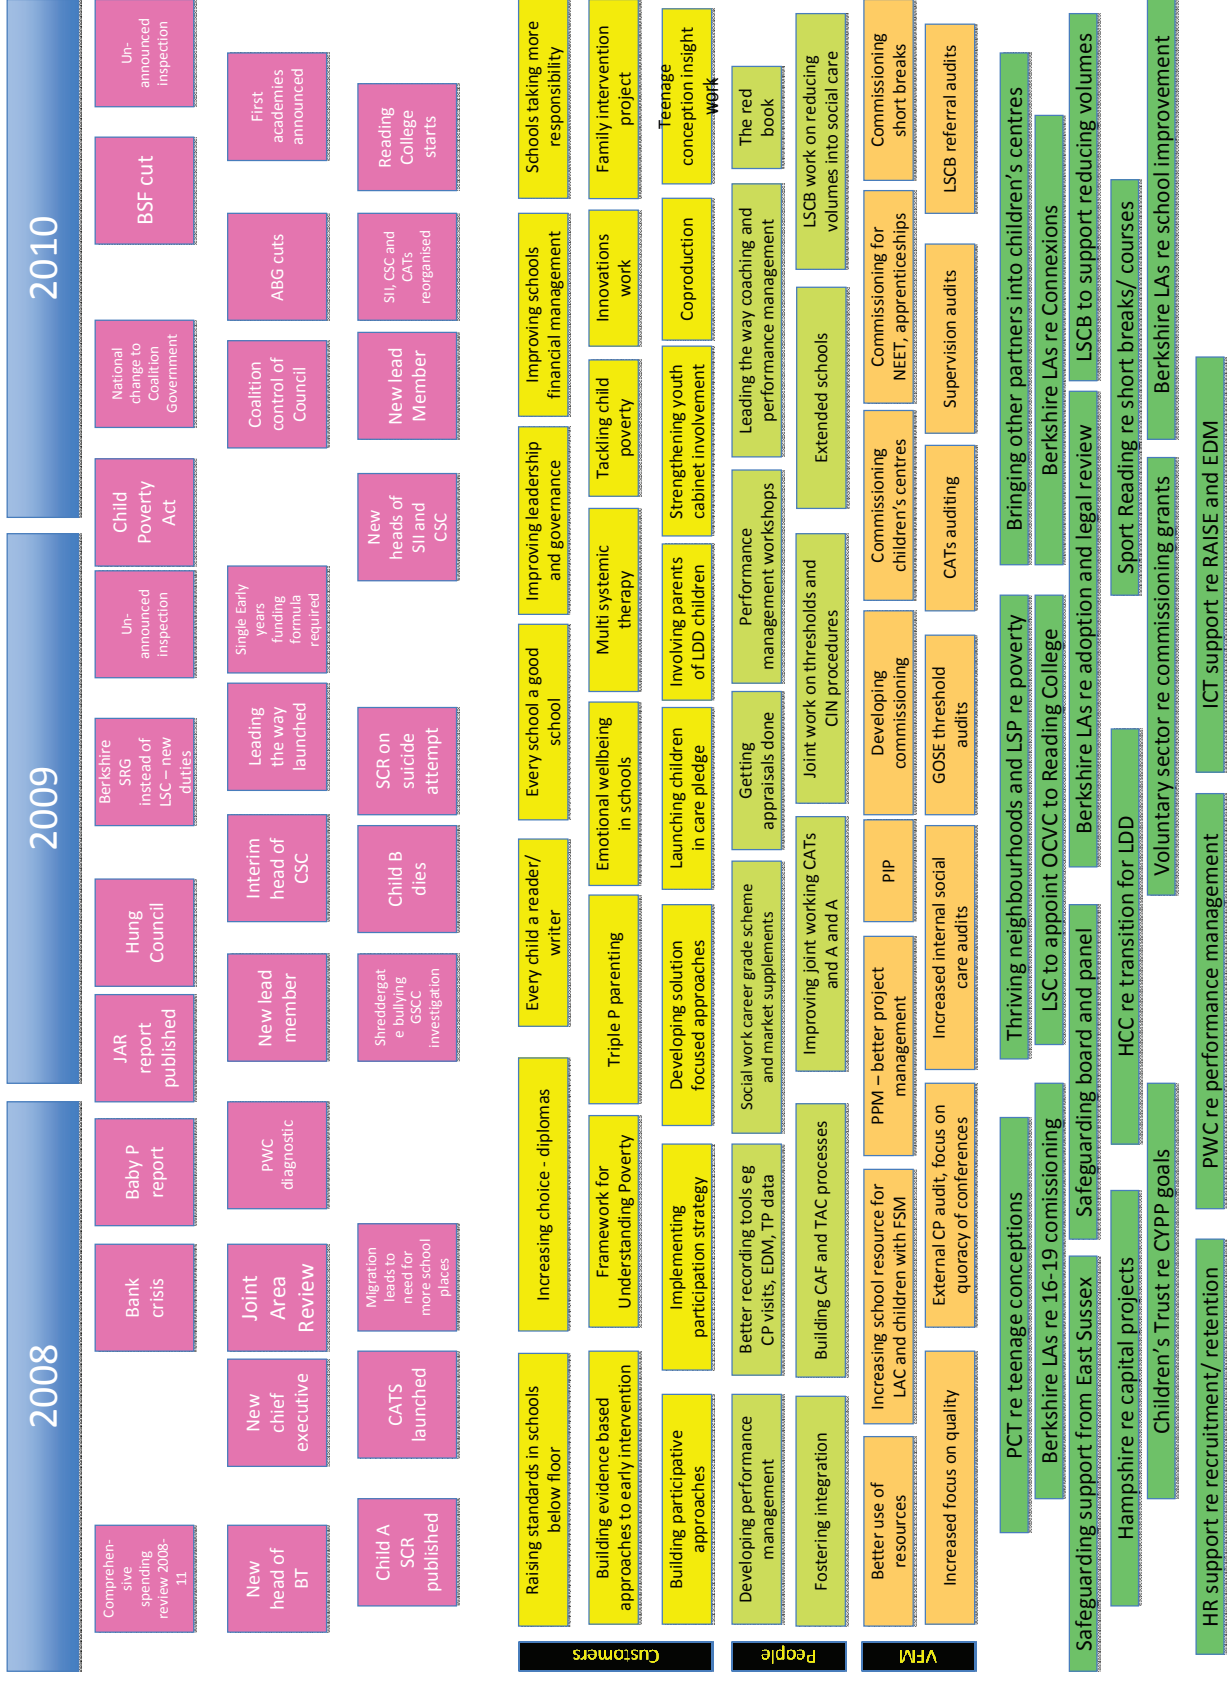 2008
2009
2010
Comprehen-
sive
spending
review 2008-
11
Bank
crisis
Baby P
report
JAR
report
published
Hung
Council
Berkshire
SRG
instead of
LSC – new
duties
Un-
announced
inspection
Child
Poverty
Act
National
change to
Coalition
Government
BSF cut
Un-
announced
inspection
New
head of
BT
New
chief
executive
Joint
Area
Review
PWC
diagnostic
New lead
member
Interim
head of
CSC
Leading
the way
launched
Single Early
years
funding
formula
required
Coalition
control of
Council
ABG cuts
First
academies
announced
Child A
SCR
published
CATS
launched
Migration
leads to
need for
more school
places
Shreddergat
e bullying
GSCC
investigation
Child B
dies
SCR on
suicide
attempt
New
heads of
SII and
CSC
New lead
Member
SII, CSC and
CATs
reorganised
Reading
College
starts
Customers
Raising standards in schools
below floor
Increasing choice - diplomas
Every child a reader/
writer
Every school a good
school
Improving leadership
and governance
Improving schools
financial management
Schools taking more
responsibility
Building evidence based
approaches to early intervention
Framework for
Understanding Poverty
Triple P parenting
Emotional wellbeing
in schools
Multi systemic
therapy
Tackling child
poverty
Innovations
work
Family intervention
project
Building participative
approaches
Implementing
participation strategy
Developing solution
focused approaches
Launching children
in care pledge
Involving parents
of LDD children
Strengthening youth
cabinet involvement
Coproduction
Teenage
conception insight
work
People
Developing performance
management
Better recording tools eg
CP visits, EDM, TP data
Social work career grade scheme
and market supplements
Getting
appraisals done
Performance
management workshops
Leading the way coaching and
performance management
The red
book
Fostering integration
Building CAF and TAC processes
Improving joint working CATs
and A and A
Joint work on thresholds and
CIN procedures
Extended schools
LSCB work on reducing
volumes into social care
VFM
Better use of
resources
Increasing school resource for
LAC and children with FSM
PPM – better project
management
PIP
Developing
commissioning
Commissioning
children's centres
Commissioning for
NEET, apprenticeships
Commissioning
short breaks
Increased focus on quality
External CP audit, focus on
quoracy of conferences
Increased internal social
care audits
GOSE threshold
audits
CATs auditing
Supervision audits
LSCB referral audits
PCT re teenage conceptions
Thriving neighbourhoods and LSP re poverty
Bringing other partners into children's centres
Berkshire LAs re 16-19 comissioning
LSC to appoint OCVC to Reading College
Berkshire LAs re Connexions
Safeguarding support from East Sussex
Safeguarding board and panel
Berkshire LAs re adoption and legal review
LSCB to support reducing volumes
Hampshire re capital projects
HCC re transition for LDD
Sport Reading re short breaks/ courses
Children's Trust re CYPP goals
Voluntary sector re commissioning grants
Berkshire LAs re school improvement
HR support re recruitment/ retention
PWC re performance management
ICT support re RAISE and EDM